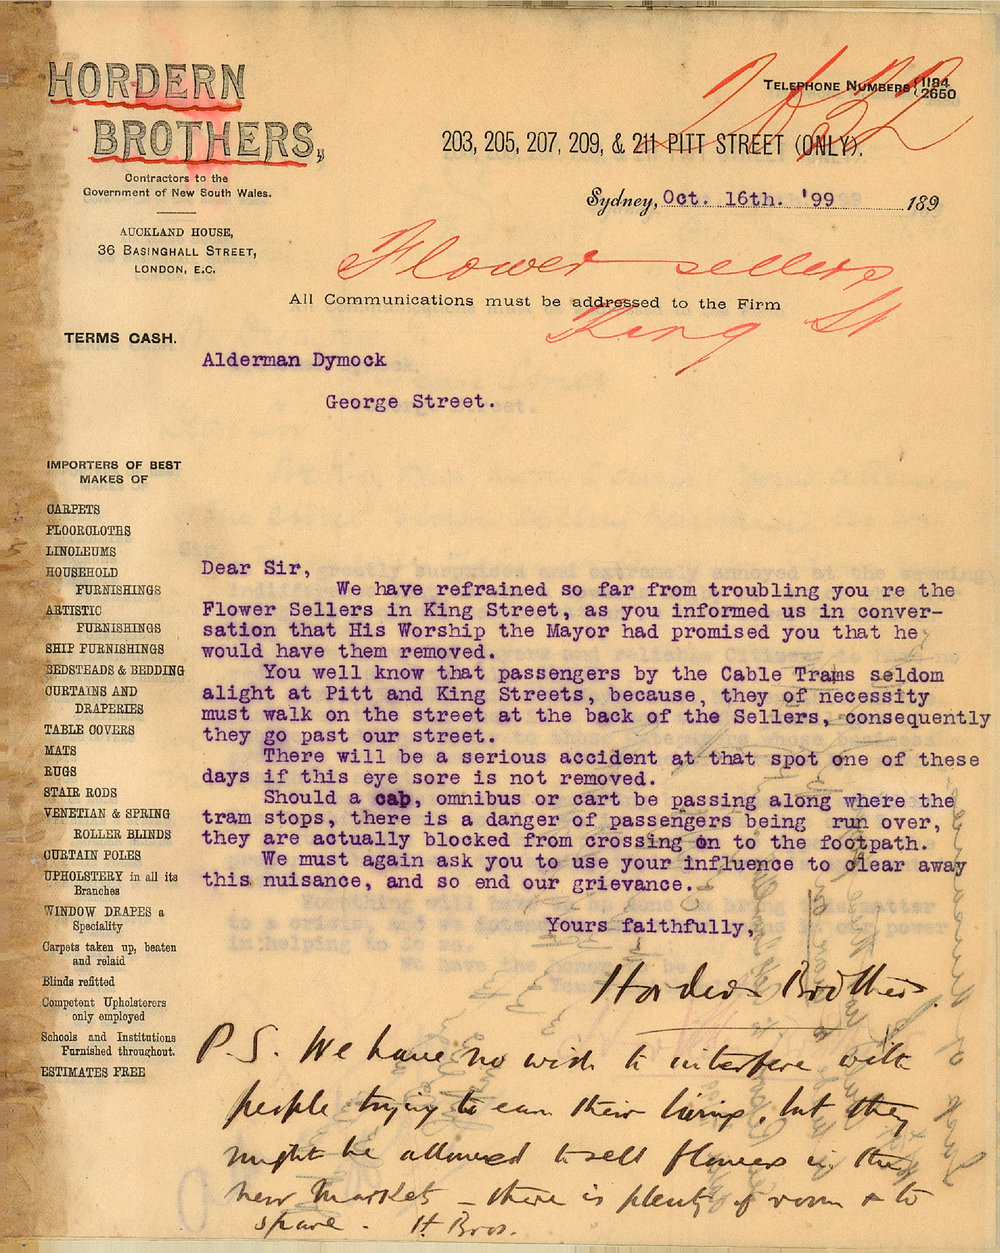 HORDERN
BROTHERS,
Contractors to the
Government of New South Wales.
AUCKLAND HOUSE,
36 BASINGHALL STREET,
LONDON, E.C.
TERMS CASH.
TELEPHONE NUMBERS { 1184
2650
203, 205, 207, 209, & 211 PITT STREET (ONLY).
Sydney, Oct. 16th. '99 189
Flower sellers
All Communications must be addressed to the Firm
King St
Alderman Dymock
George Street.
IMPORTERS OF BEST
MAKES OF
CARPETS
FLOORCLOTHS
LINOLEUMS
HOUSEHOLD
FURNISHINGS
ARTISTIC
FURNISHINGS
SHIP FURNISHINGS
BEDSTEADS & BEDDING
CURTAINS AND
DRAPERIES
TABLE COVERS
MATS
RUGS
STAIR RODS
VENETIAN & SPRING
ROLLER BLINDS
CURTAIN POLES
UPHOLSTERY in all its
Branches
WINDOW DRAPES a
Speciality
Carpets taken up, beaten
and relaid
Blinds refitted
Competent Upholsterers
only employed
Schools and Institutions
Furnished throughout.
ESTIMATES FREE
Dear Sir,
We have refrained so far from troubling you re the
Flower Sellers in King Street, as you informed us in conver-
sation that His Worship the Mayor had promised you that he
would have them removed.
You well know that passengers by the Cable Trams seldom
alight at Pitt and King Streets, because, they of necessity
must walk on the street at the back of the Sellers, consequently
they go past our street.
There will be a serious accident at that spot one of these
days if this eye sore is not removed.
Should a cab, omnibus or cart be passing along where the
tram stops, there is a danger of passengers being run over,
they are actually blocked from crossing on to the footpath.
We must again ask you to use your influence to clear away
this nuisance, and so end our grievance.
Yours faithfully,
Hordern Brothers.
P.S. We have no wish to interfere with
people trying to earn their living, but they
might be allowed to sell flowers in the
new Markets – there is plenty of room & to
spare. H Bros.